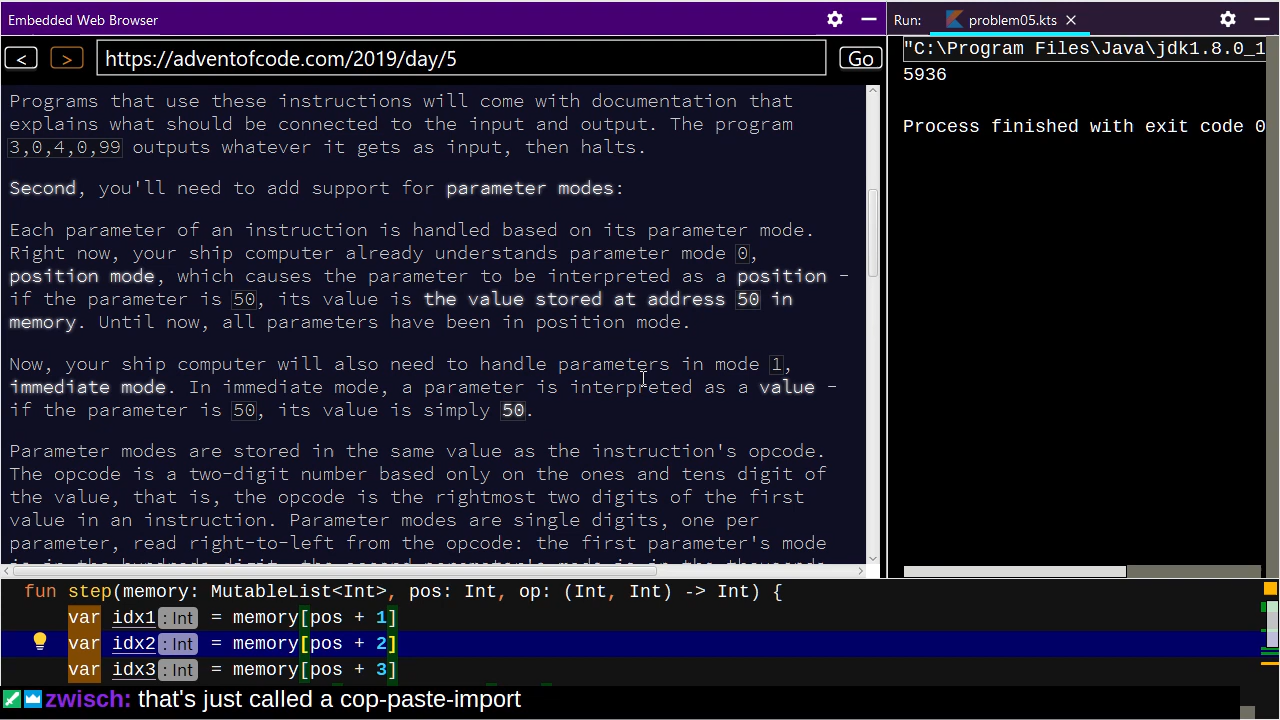 Embedded Web Browser
Run: problem05.kts
< > https://adventofcode.com/2019/day/5 Go
"C:\Program Files\Java\jdk1.8.0_1
5936
Process finished with exit code 0
Programs that use these instructions will come with documentation that
explains what should be connected to the input and output. The program
3,0,4,0,99 outputs whatever it gets as input, then halts.
Second, you'll need to add support for parameter modes:
Each parameter of an instruction is handled based on its parameter mode.
Right now, your ship computer already understands parameter mode 0,
position mode, which causes the parameter to be interpreted as a position -
if the parameter is 50, its value is the value stored at address 50 in
memory. Until now, all parameters have been in position mode.
Now, your ship computer will also need to handle parameters in mode 1,
immediate mode. In immediate mode, a parameter is interpreted as a value -
if the parameter is 50, its value is simply 50.
Parameter modes are stored in the same value as the instruction's opcode.
The opcode is a two-digit number based only on the ones and tens digit of
the value, that is, the opcode is the rightmost two digits of the first
value in an instruction. Parameter modes are single digits, one per
parameter, read right-to-left from the opcode: the first parameter's mode
fun step(memory: MutableList<Int>, pos: Int, op: (Int, Int) -> Int) {
var idx1 : Int = memory[pos + 1]
var idx2 : Int = memory[pos + 2]
var idx3 : Int = memory[pos + 3]
zwisch: that's just called a cop-paste-import